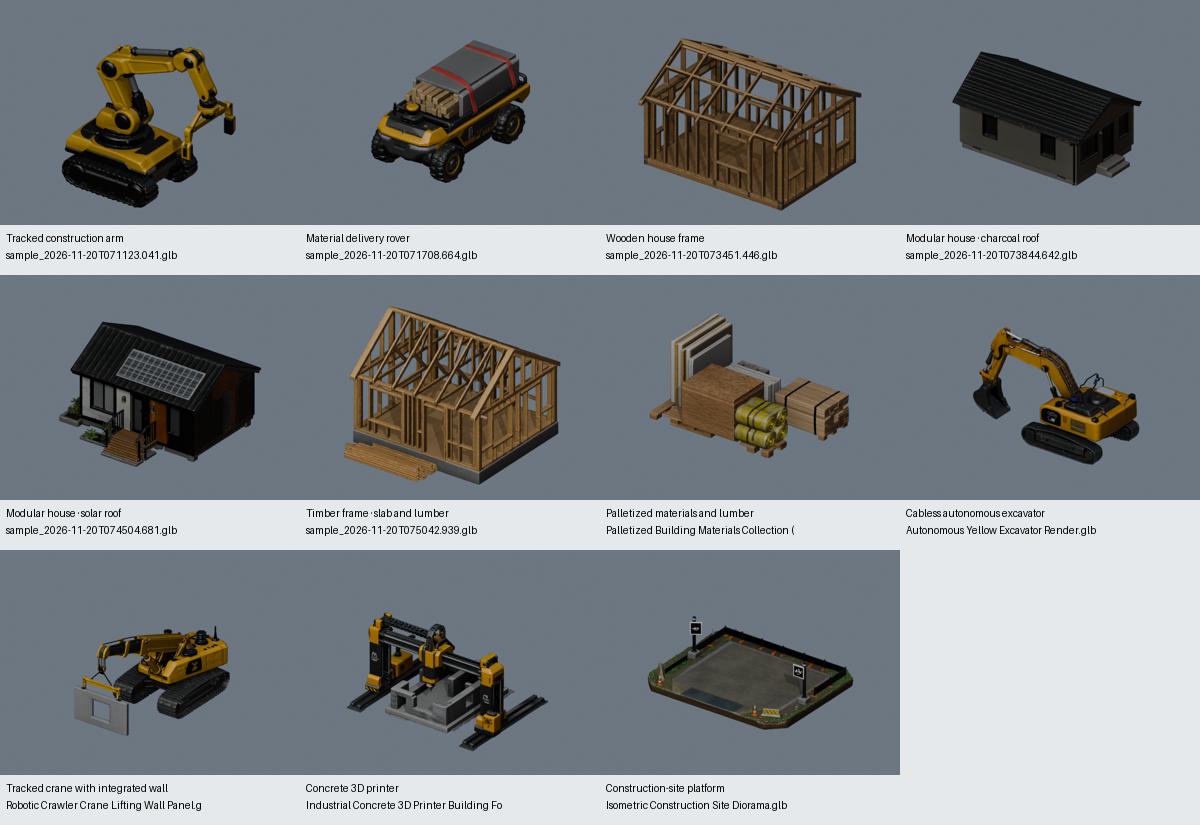 Tracked construction arm
sample_2026-11-20T071123.041.glb
Material delivery rover
sample_2026-11-20T071708.664.glb
Wooden house frame
sample_2026-11-20T073451.446.glb
Modular house · charcoal roof
sample_2026-11-20T073844.642.glb
Modular house · solar roof
sample_2026-11-20T074504.681.glb
Timber frame · slab and lumber
sample_2026-11-20T075042.939.glb
Palletized materials and lumber
Palletized Building Materials Collection (
Cabless autonomous excavator
Autonomous Yellow Excavator Render.glb
Tracked crane with integrated wall
Robotic Crawler Crane Lifting Wall Panel.g
Concrete 3D printer
Industrial Concrete 3D Printer Building Fo
Construction-site platform
Isometric Construction Site Diorama.glb